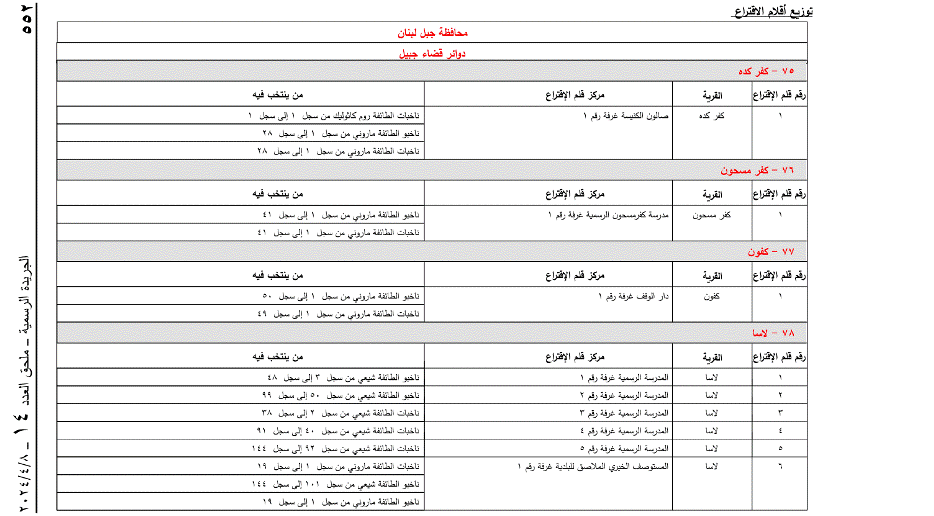 توزيع أقلام الاقتراع
محافظة جبل لبنان
دوائر قضاء جبيل
٧٥ - كفر كده
رقم قلم الإقتراع القرية مركز قلم الإقتراع من ينتخب فيه
١ كفر كده صالون الكنيسة غرفة رقم ١ ناخبات الطائفة روم كاثوليك من سجل ١ إلى سجل ١
ناخبو الطائفة ماروني من سجل ١ إلى سجل ٢٨
ناخبات الطائفة ماروني من سجل ١ إلى سجل ٢٨
٧٦ - كفر مسحون
رقم قلم الإقتراع القرية مركز قلم الإقتراع من ينتخب فيه
١ كفر مسحون مدرسة كفرمسحون الرسمية غرفة رقم ١ ناخبو الطائفة ماروني من سجل ١ إلى سجل ٤١
ناخبات الطائفة ماروني من سجل ١ إلى سجل ٤١
٧٧ - كفون
رقم قلم الإقتراع القرية مركز قلم الإقتراع من ينتخب فيه
١ كفون دار الوقف غرفة رقم ١ ناخبو الطائفة ماروني من سجل ١ إلى سجل ٥٠
ناخبات الطائفة ماروني من سجل ١ إلى سجل ٤٩
٧٨ - لاسا
رقم قلم الإقتراع القرية مركز قلم الإقتراع من ينتخب فيه
١ لاسا المدرسة الرسمية غرفة رقم ١ ناخبو الطائفة شيعي من سجل ٣ إلى سجل ٤٨
٢ لاسا المدرسة الرسمية غرفة رقم ٢ ناخبو الطائفة شيعي من سجل ٥٠ إلى سجل ٩٩
٣ لاسا المدرسة الرسمية غرفة رقم ٣ ناخبات الطائفة شيعي من سجل ٢ إلى سجل ٣٨
٤ لاسا المدرسة الرسمية غرفة رقم ٤ ناخبات الطائفة شيعي من سجل ٤٠ إلى سجل ٩١
٥ لاسا المدرسة الرسمية غرفة رقم ٥ ناخبات الطائفة شيعي من سجل ٩٢ إلى سجل ١٤٤
٦ لاسا المستوصف الخيري الملاصق للبلدية غرفة رقم ١ ناخبات الطائفة ماروني من سجل ١ إلى سجل ١٩
ناخبو الطائفة شيعي من سجل ١٠١ إلى سجل ١٤٤
ناخبو الطائفة ماروني من سجل ١ إلى سجل ١٩
٥٥٢
الجريدة الرسمية - ملحق العدد ١٤ - ٢٠٢٤/٤/٨